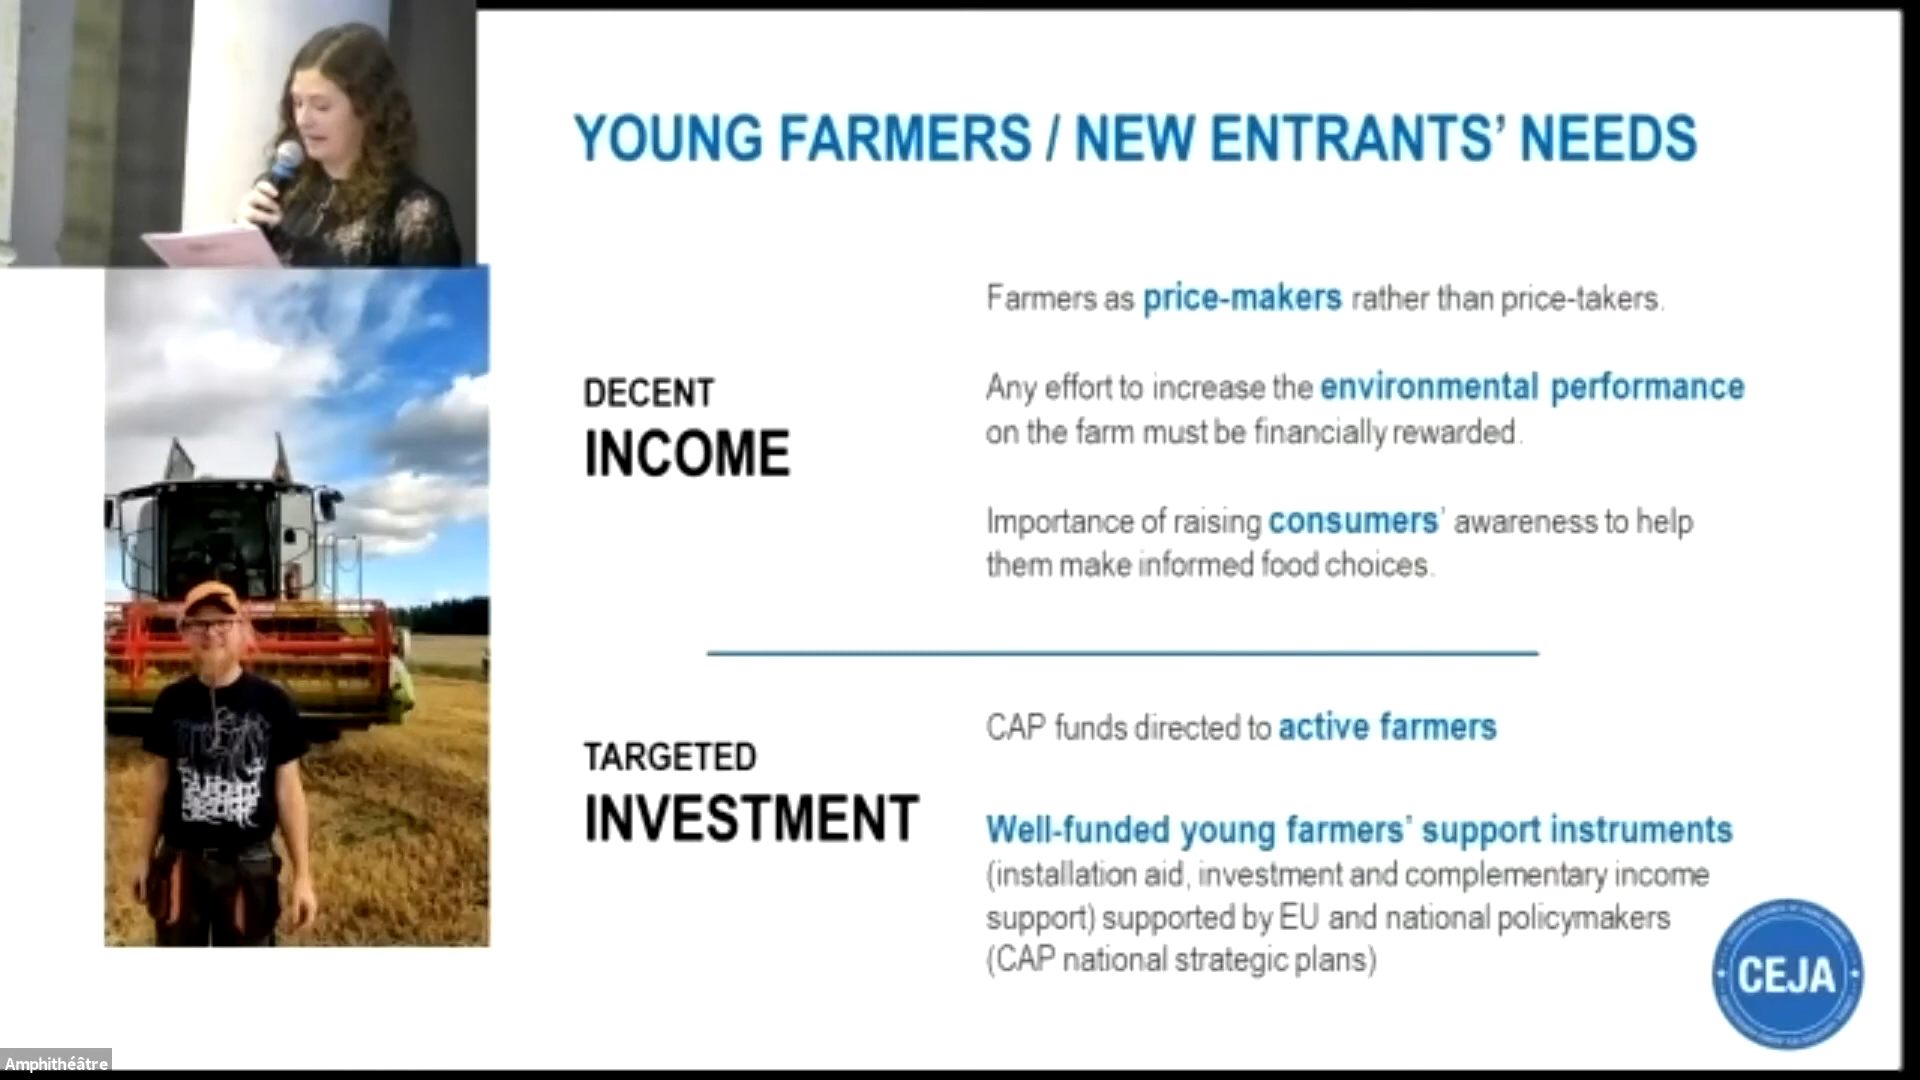 YOUNG FARMERS / NEW ENTRANTS’ NEEDS
DECENT
INCOME
Farmers as price-makers rather than price-takers.
Any effort to increase the environmental performance
on the farm must be financially rewarded.
Importance of raising consumers’ awareness to help
them make informed food choices.
TARGETED
INVESTMENT
CAP funds directed to active farmers
Well-funded young farmers’ support instruments
(installation aid, investment and complementary income
support) supported by EU and national policymakers
(CAP national strategic plans)
CEJA
Amphithéâtre